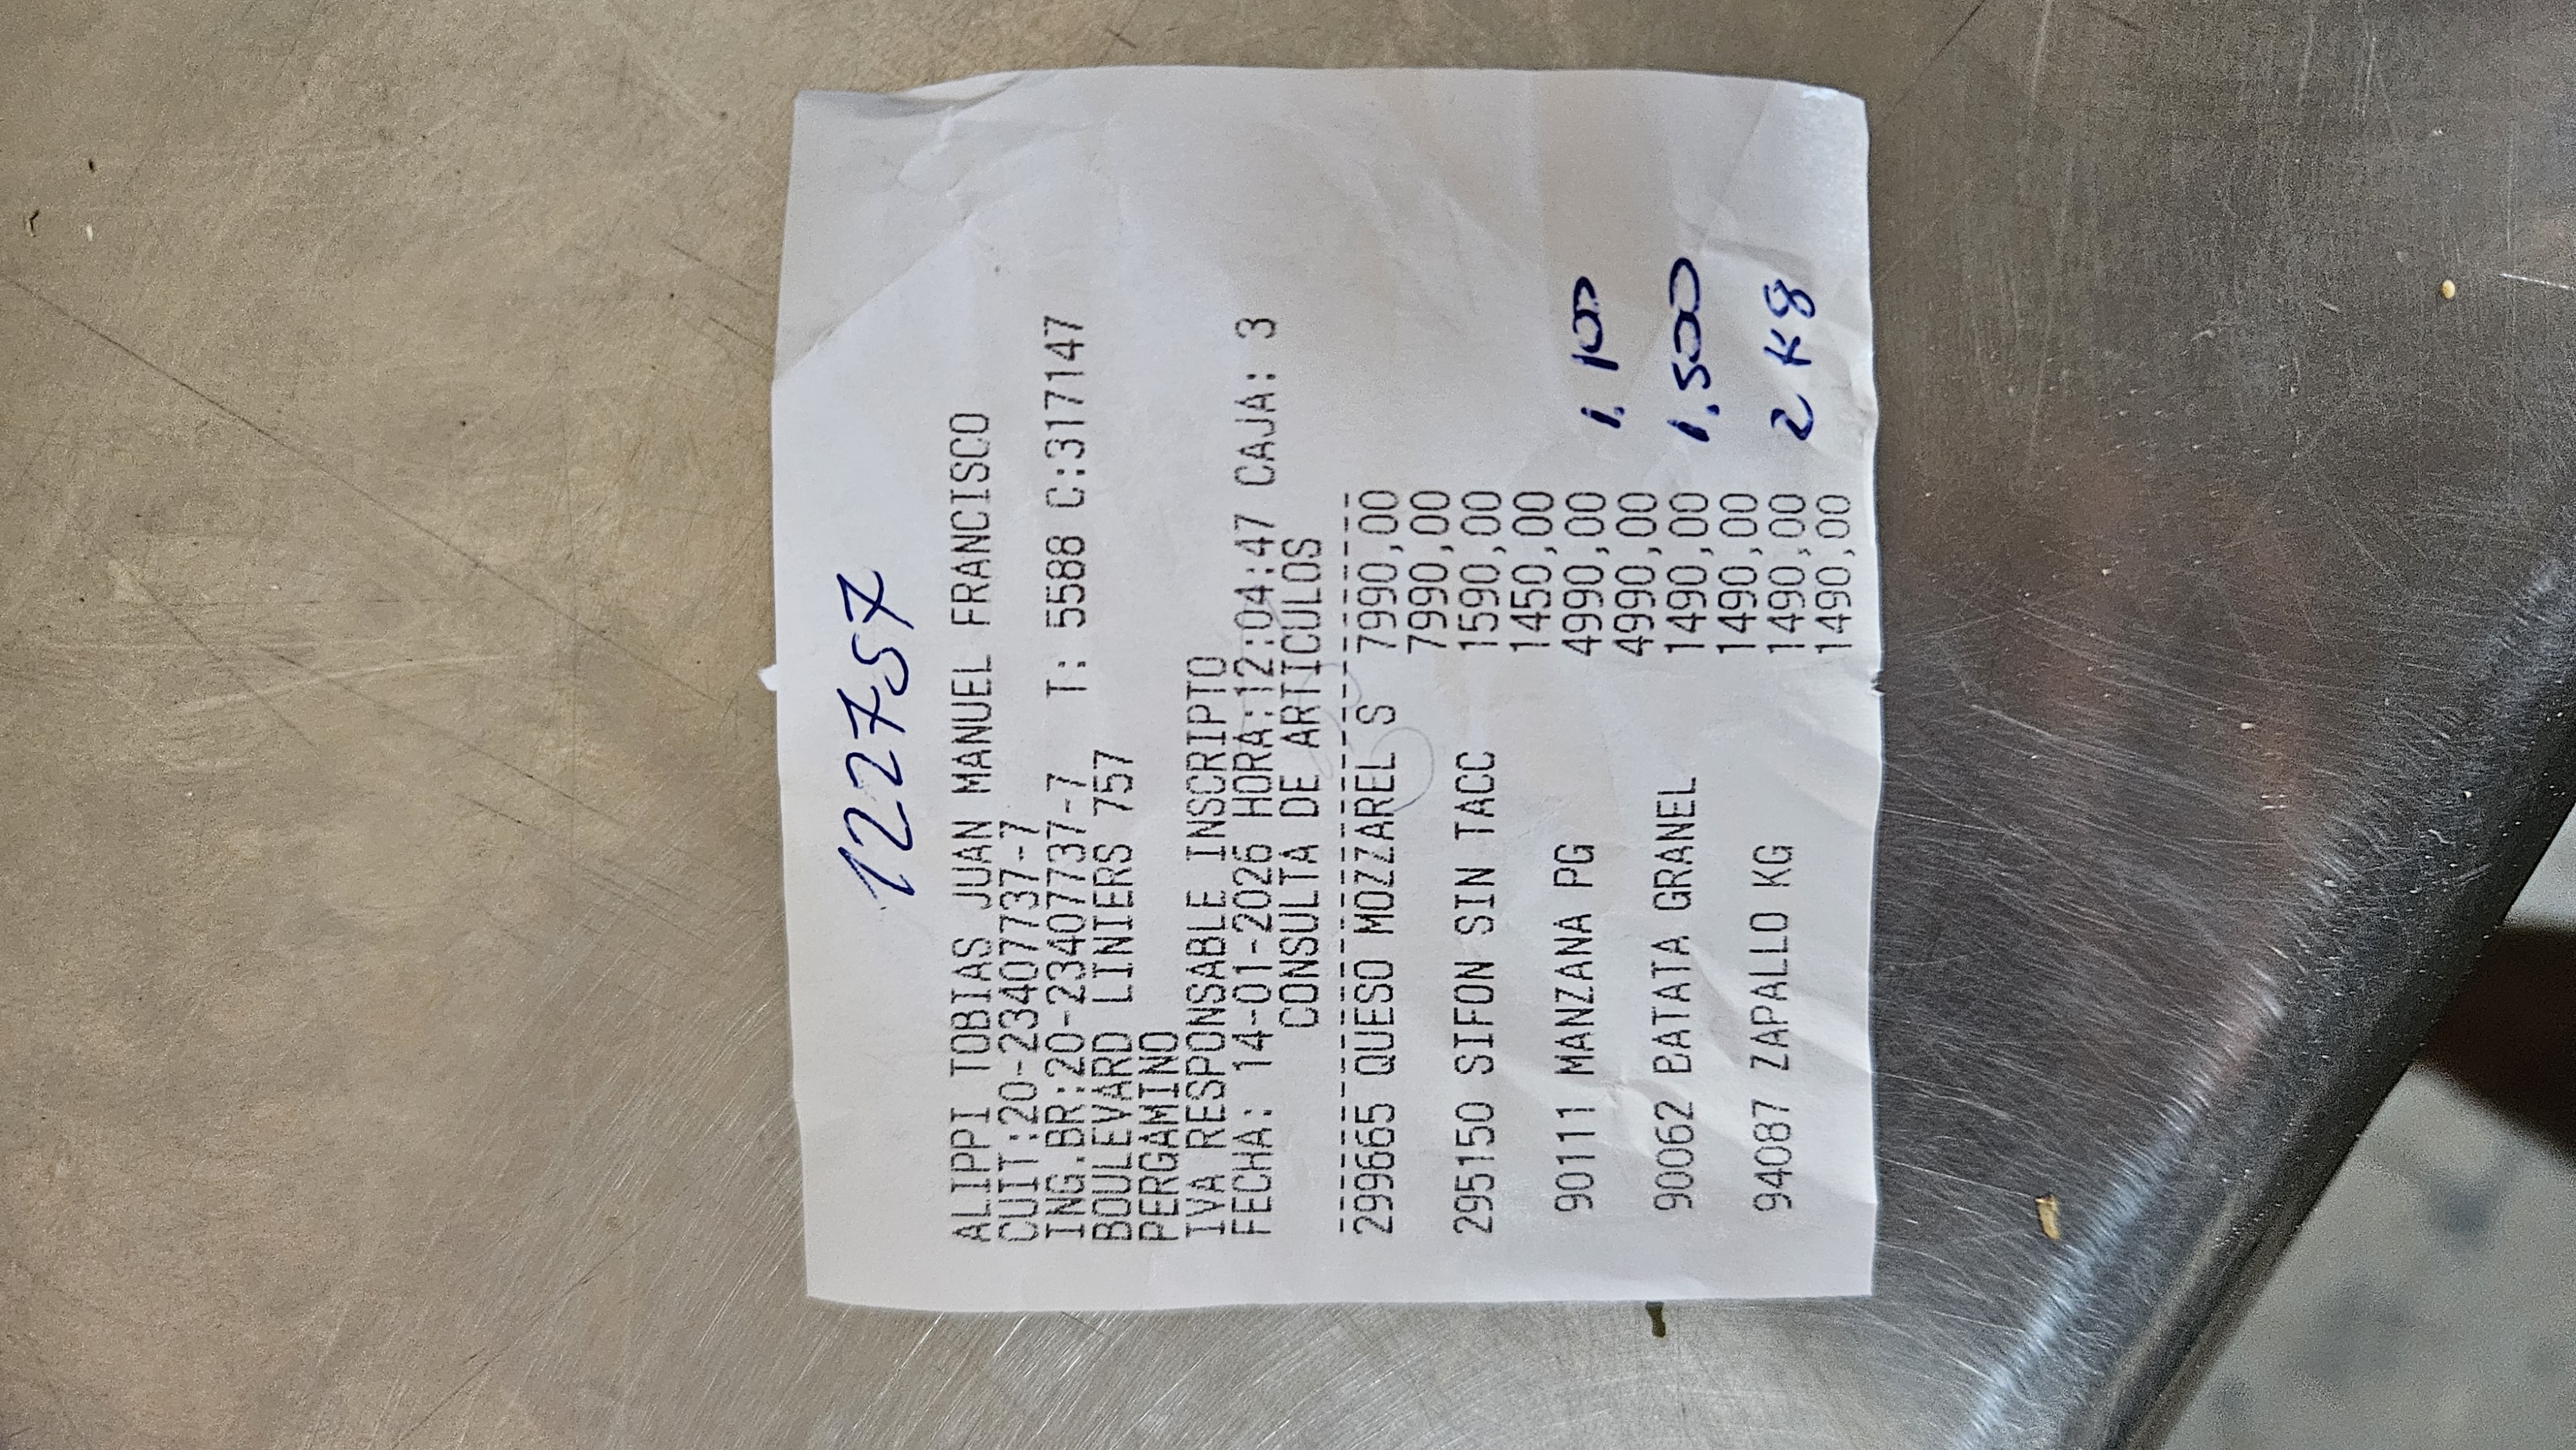 122757
ALIPPI TOBIAS JUAN MANUEL FRANCISCO
CUIT:20-23407737-7
ING.BR:20-23407737-7 T: 5588 C:317147
BOULEVARD LINIERS 757
PERGAMINO
IVA RESPONSABLE INSCRIPTO
FECHA: 14-01-2026 HORA:12:04:47 CAJA: 3
CONSULTA DE ARTICULOS
299665 QUESO MOZZAREL S 7990,00
7990,00
295150 SIFON SIN TACC 1590,00
1450,00
90111 MANZANA PG 4990,00 1.100
4990,00
90062 BATATA GRANEL 1490,00 1.500
1490,00
94087 ZAPALLO KG 1490,00 2 Kg
1490,00